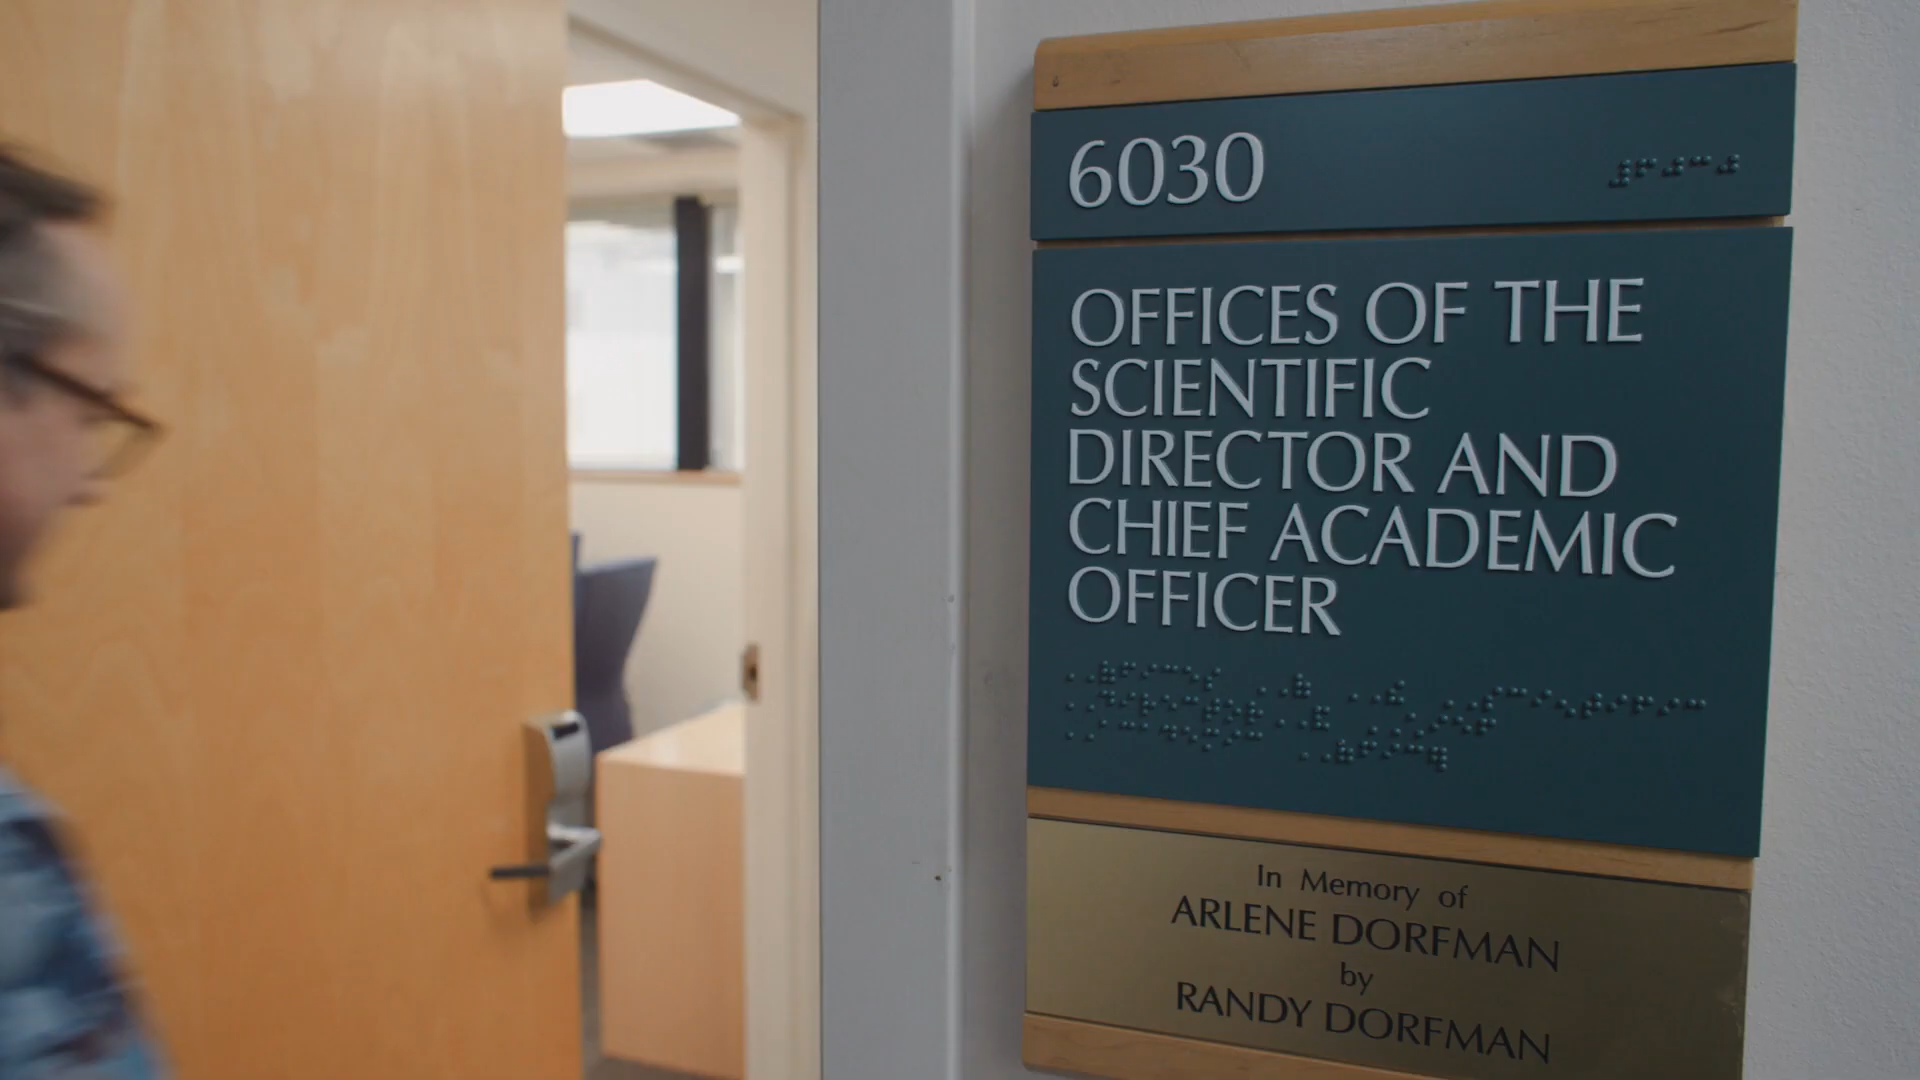 6030
OFFICES OF THE
SCIENTIFIC
DIRECTOR AND
CHIEF ACADEMIC
OFFICER
In Memory of
ARLENE DORFMAN
by
RANDY DORFMAN